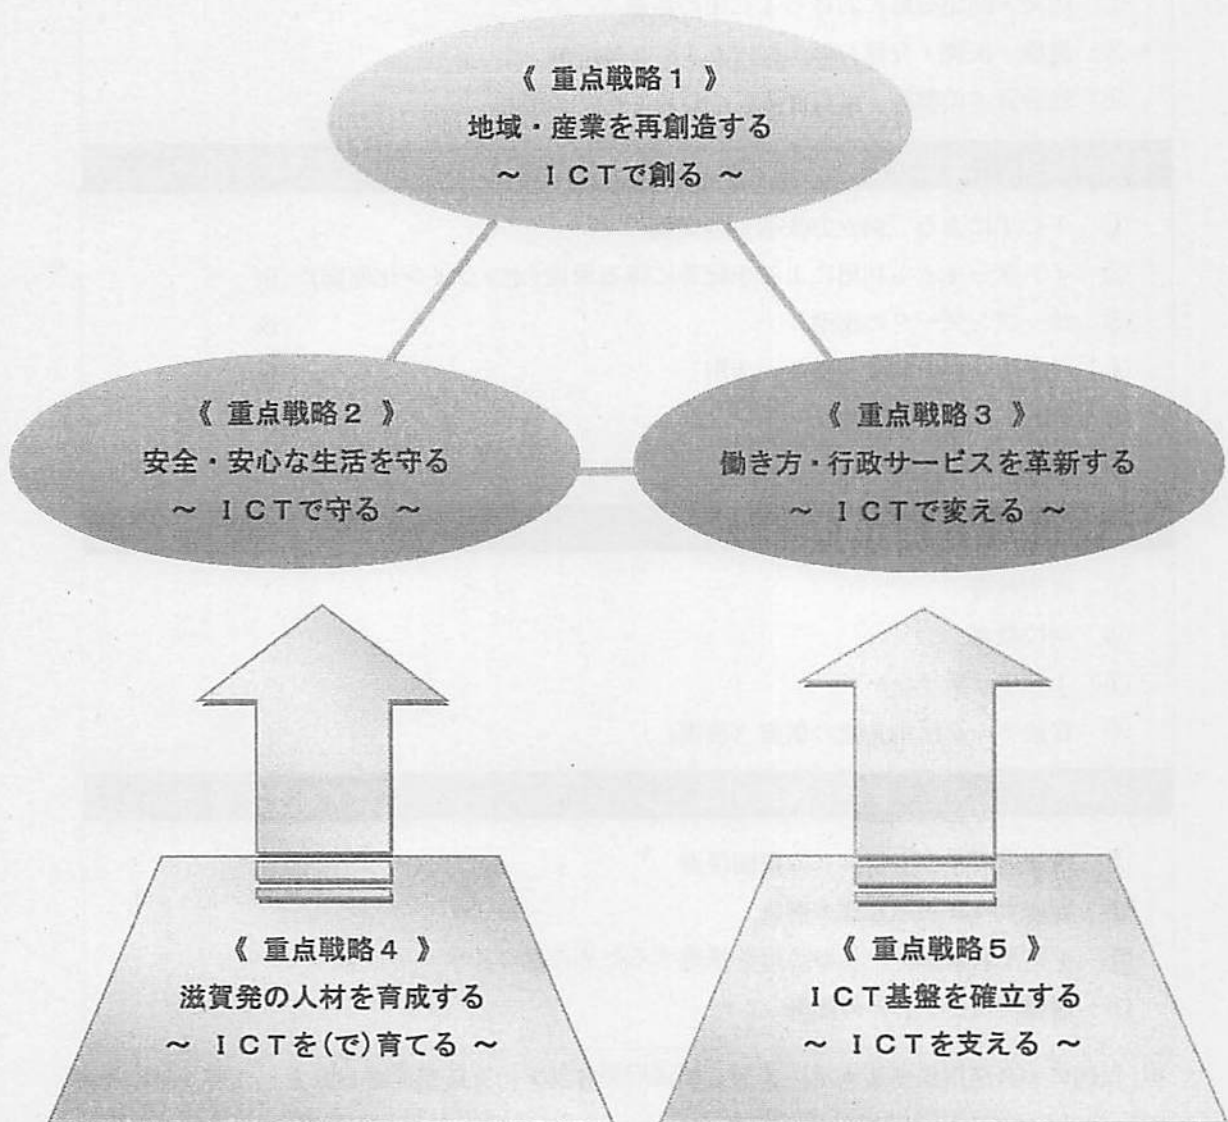 《 重点戦略１ 》
地域・産業を再創造する
～ ＩＣＴで創る ～
《 重点戦略２ 》
安全・安心な生活を守る
～ ＩＣＴで守る ～
《 重点戦略３ 》
働き方・行政サービスを革新する
～ ＩＣＴで変える ～
《 重点戦略４ 》
滋賀発の人材を育成する
～ ＩＣＴを(で)育てる ～
《 重点戦略５ 》
ＩＣＴ基盤を確立する
～ ＩＣＴを支える ～